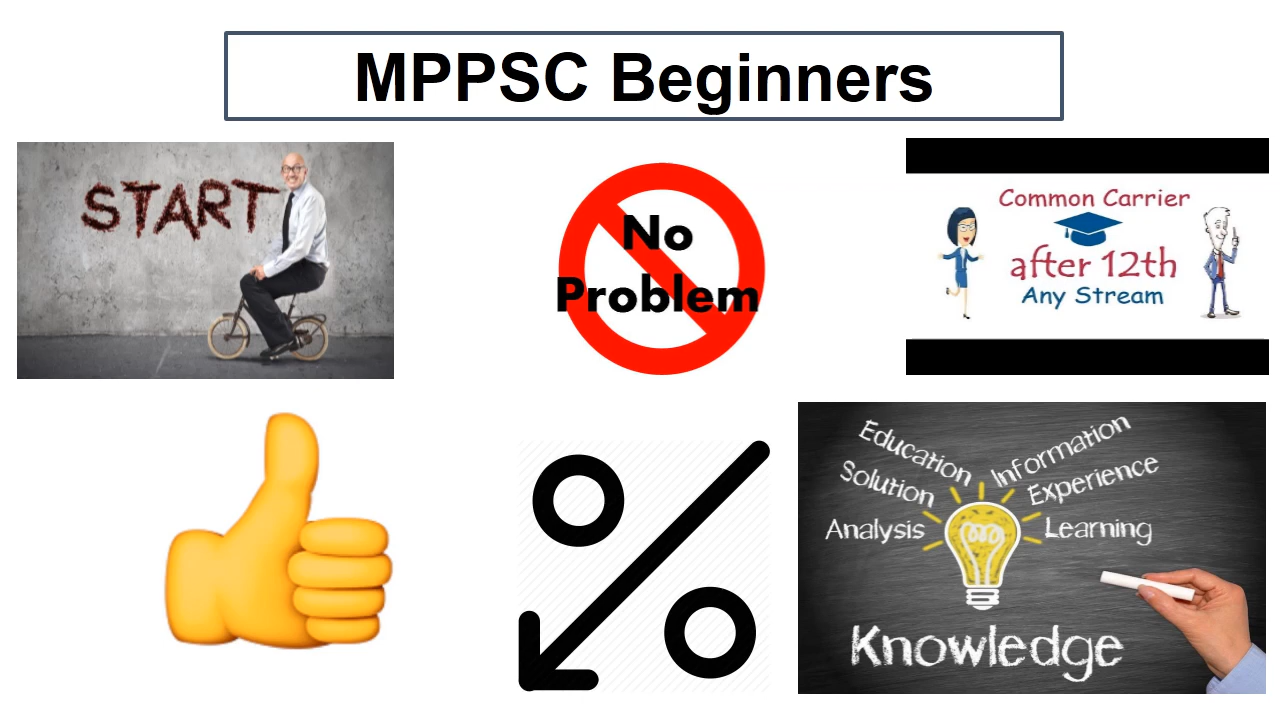 MPPSC Beginners
START
No
Problem
Common Carrier
after 12th
Any Stream
Education
Information
Solution
Experience
Analysis
Learning
Knowledge